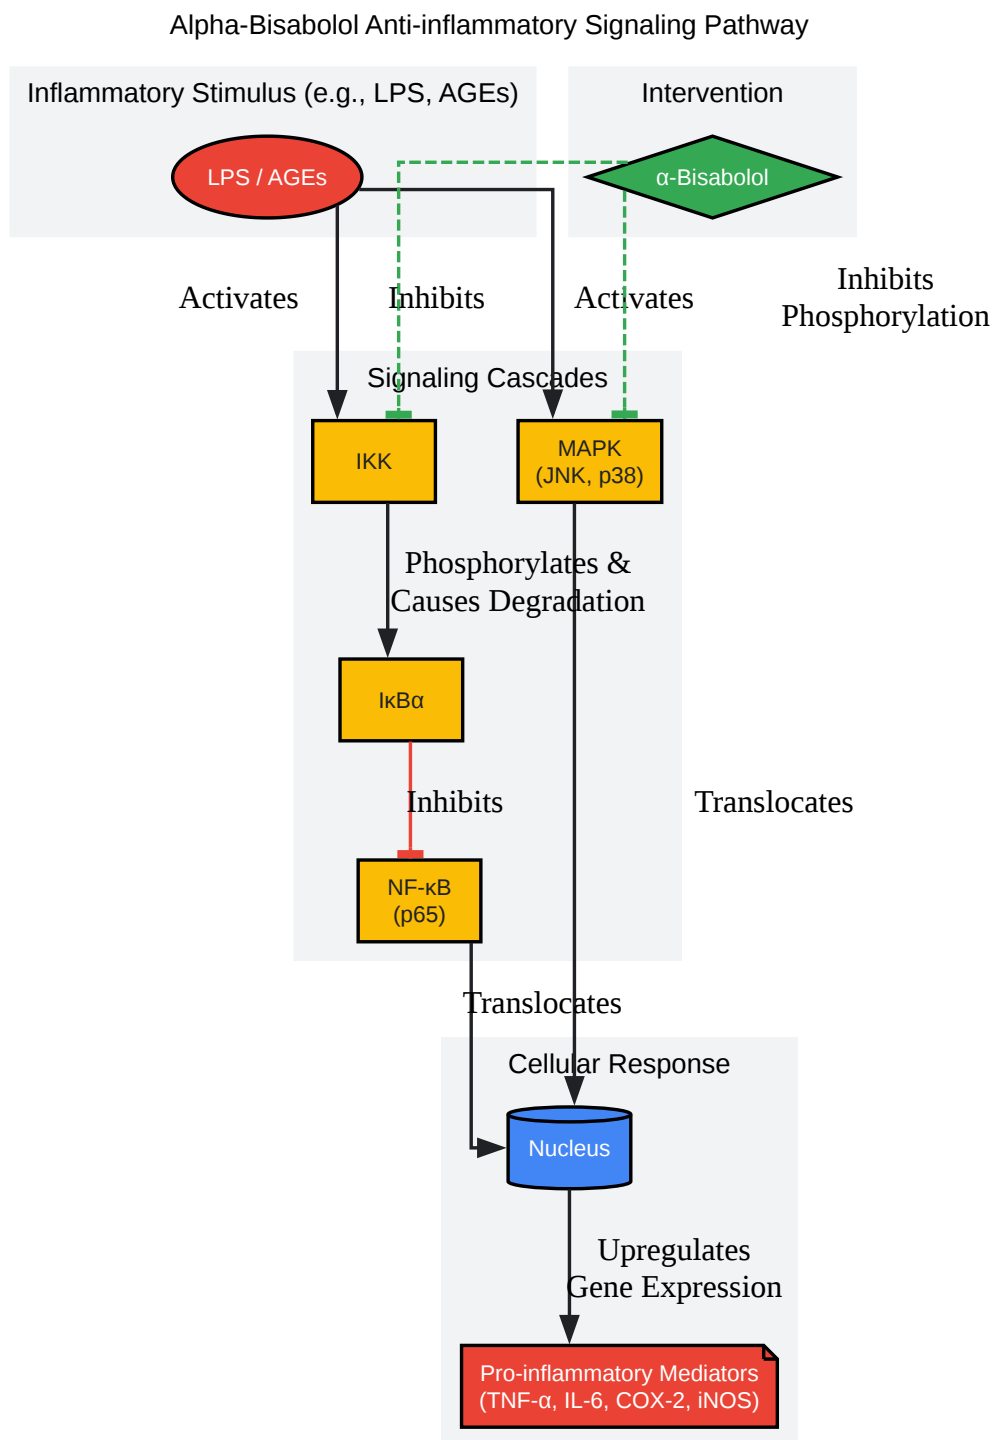 Alpha-Bisabolol Anti-inflammatory Signaling Pathway
Inflammatory Stimulus (e.g., LPS, AGEs)
Intervention
LPS / AGEs
α-Bisabolol
Activates
Inhibits
Activates
Inhibits
Phosphorylation
Signaling Cascades
IKK
MAPK
(JNK, p38)
Phosphorylates &
Causes Degradation
IκBα
Inhibits
Translocates
NF-κB
(p65)
Translocates
Cellular Response
Nucleus
Upregulates
Gene Expression
Pro-inflammatory Mediators
(TNF-α, IL-6, COX-2, iNOS)